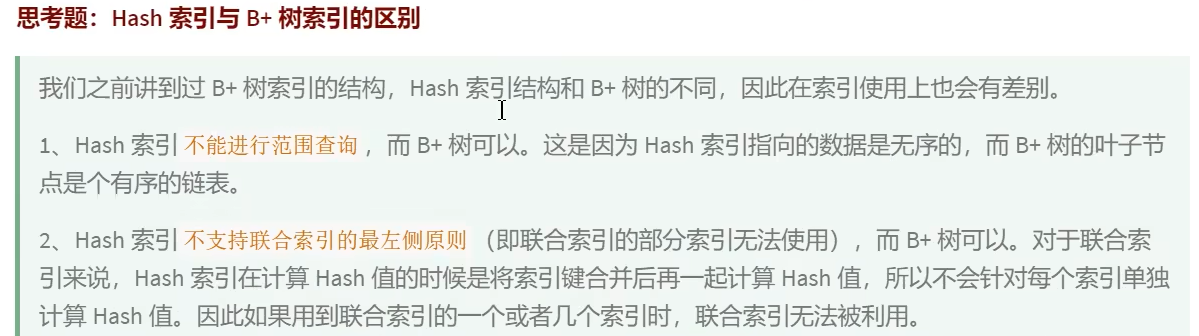 思考题：Hash 索引与 B+ 树索引的区别
我们之前讲到过 B+ 树索引的结构，Hash 索引结构和 B+ 树的不同，因此在索引使用上也会有差别。
1、Hash 索引 不能进行范围查询 ，而 B+ 树可以。这是因为 Hash 索引指向的数据是无序的，而 B+ 树的叶子节
点是个有序的链表。
2、Hash 索引 不支持联合索引的最左侧原则 （即联合索引的部分索引无法使用），而 B+ 树可以。对于联合索
引来说，Hash 索引在计算 Hash 值的时候是将索引键合并后再一起计算 Hash 值，所以不会针对每个索引单独
计算 Hash 值。因此如果用到联合索引的一个或者几个索引时，联合索引无法被利用。